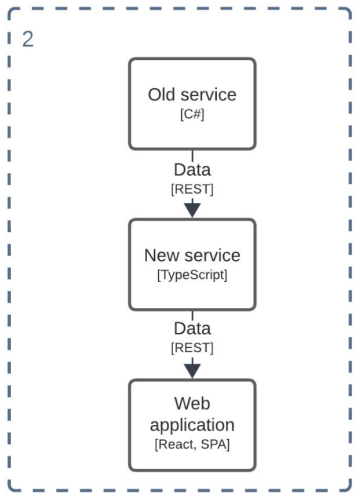 2
Old service
[C#]
Data
[REST]
New service
[TypeScript]
Data
[REST]
Web
application
[React, SPA]